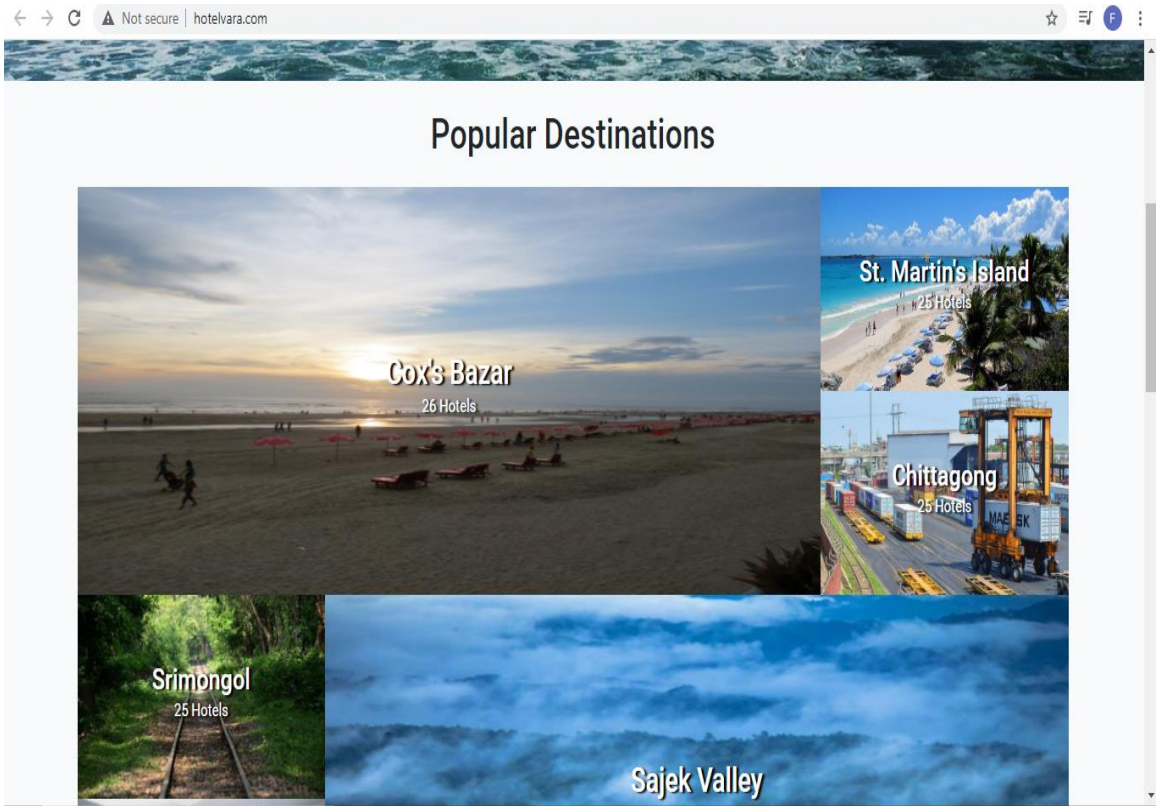 Not secure
hotelvara.com
F
Popular Destinations
Cox's Bazar
26 Hotels
St. Martin's Island
25 Hotels
Chittagong
25 Hotels
MAERSK
Srimongol
25 Hotels
Sajek Valley